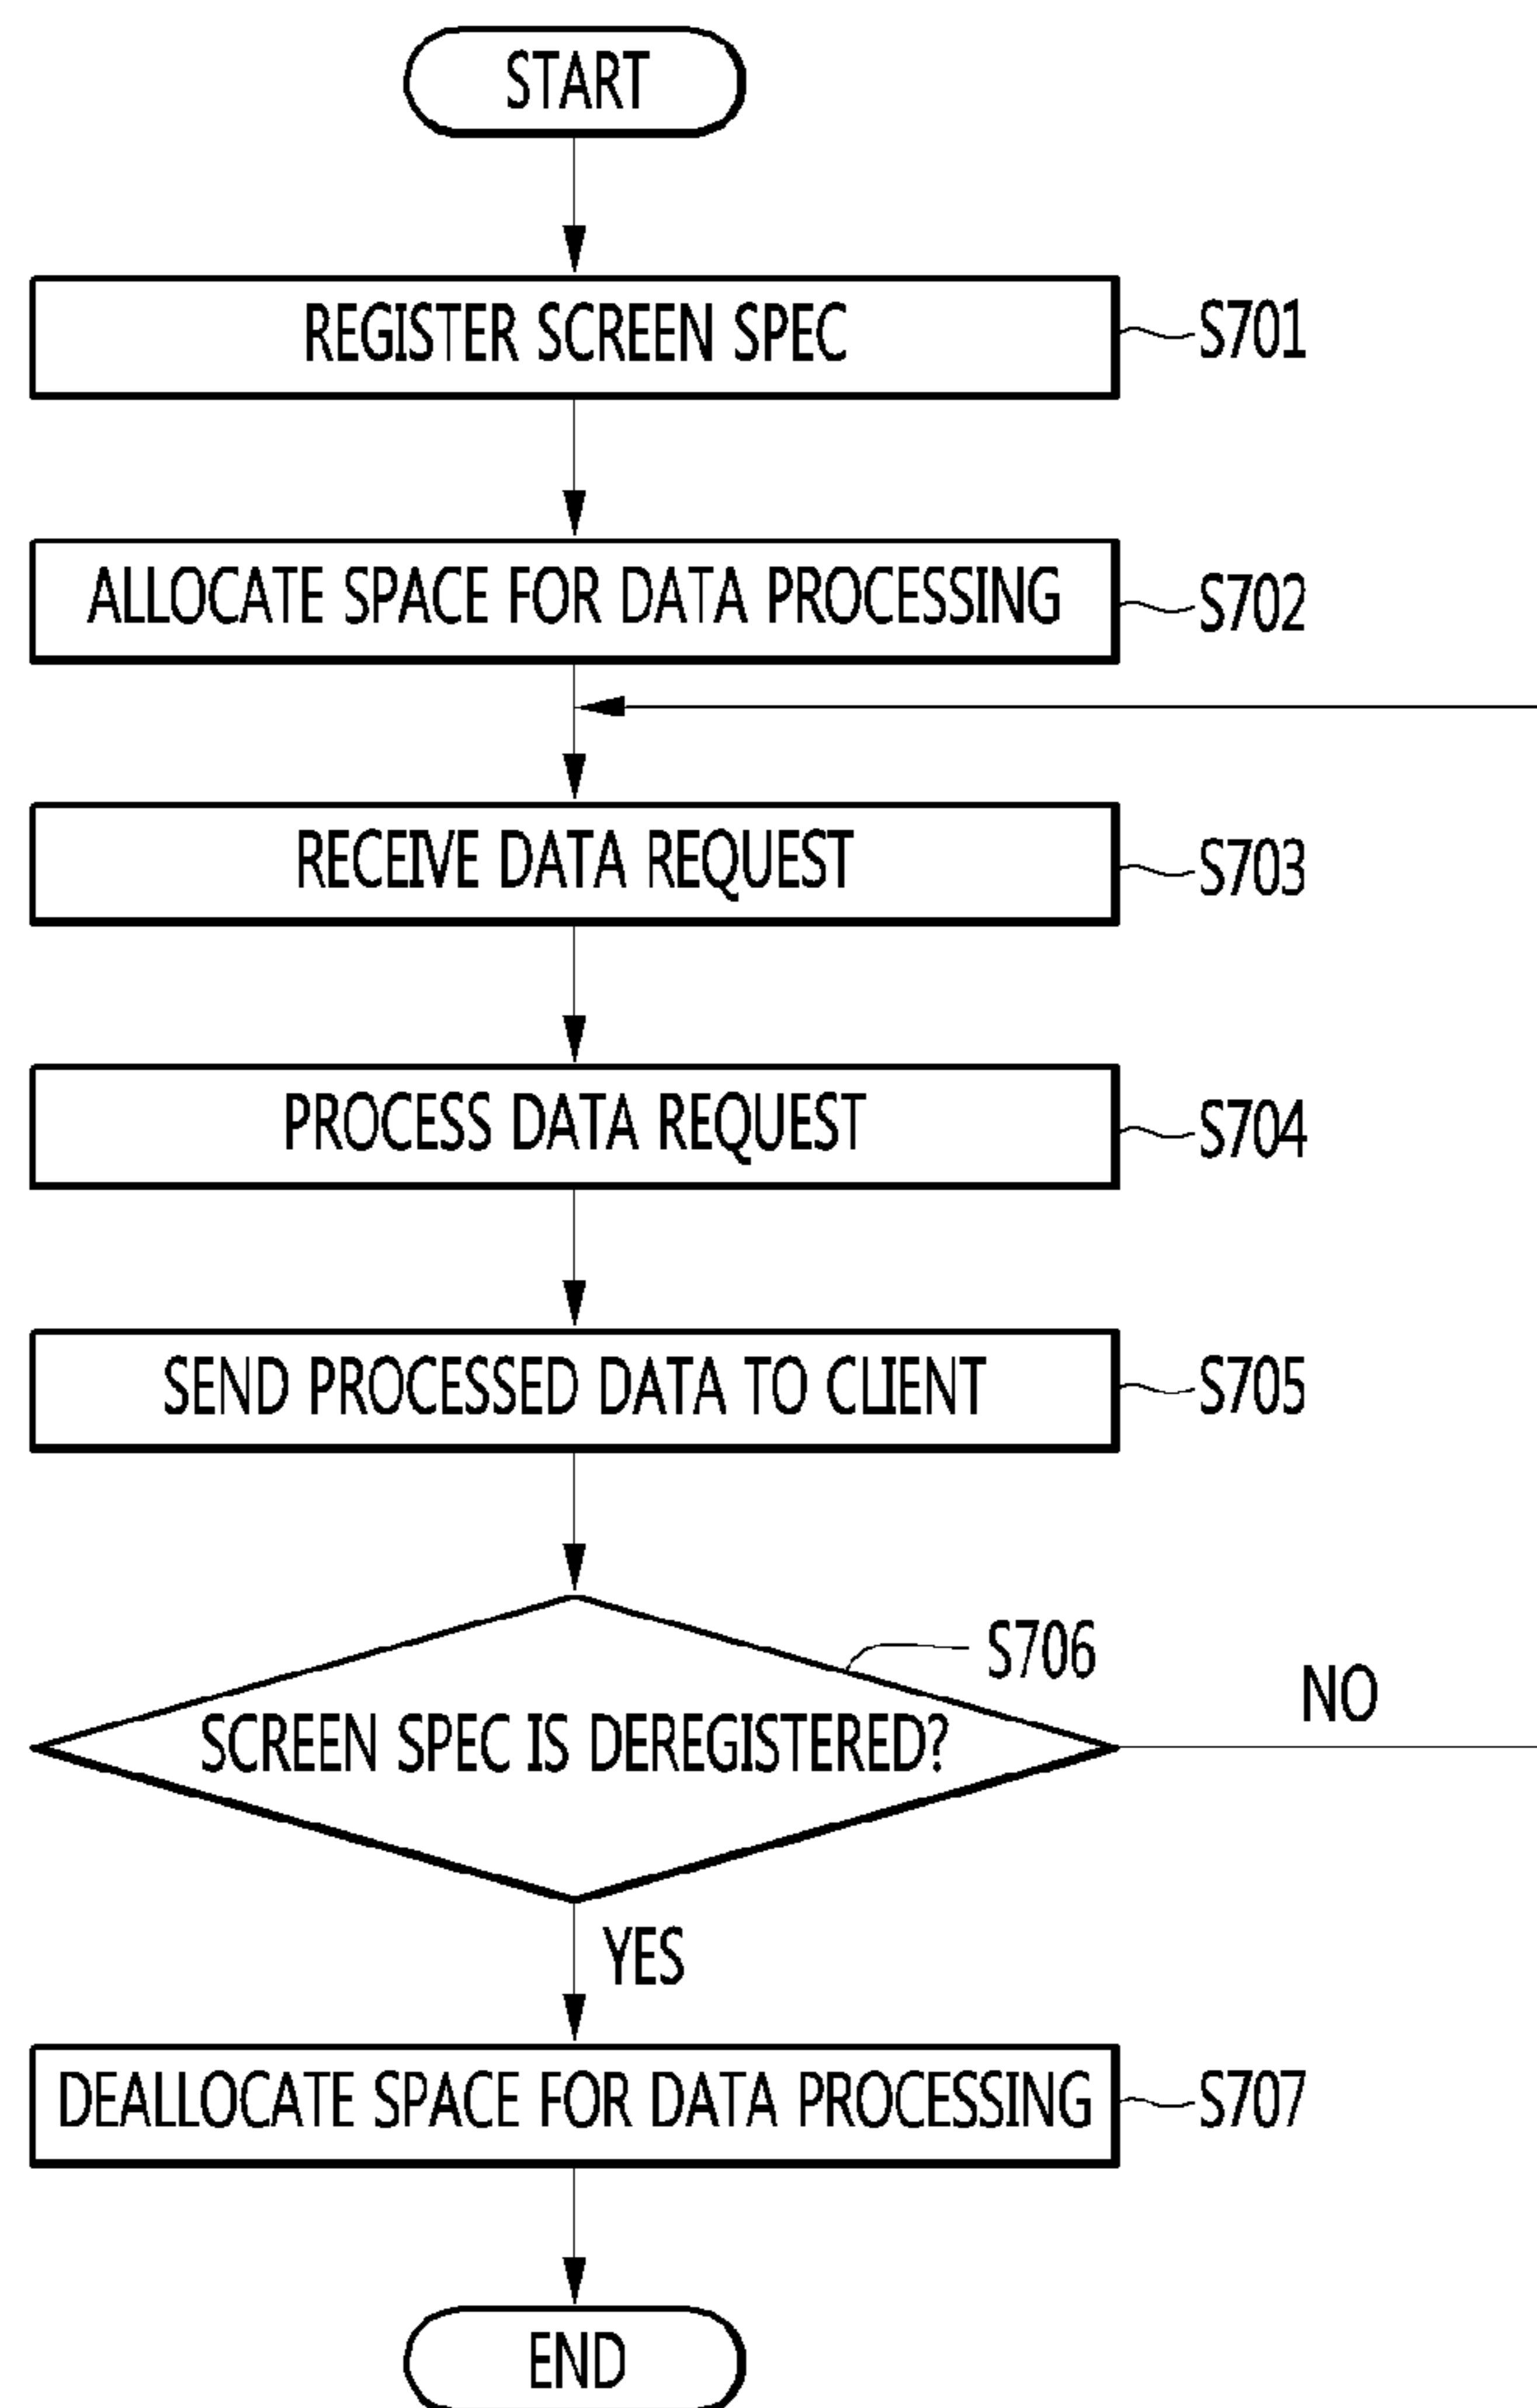 START
REGISTER SCREEN SPEC
S701
ALLOCATE SPACE FOR DATA PROCESSING
S702
RECEIVE DATA REQUEST
S703
PROCESS DATA REQUEST
S704
SEND PROCESSED DATA TO CLIENT
S705
S706
NO
SCREEN SPEC IS DEREGISTERED?
YES
DEALLOCATE SPACE FOR DATA PROCESSING
S707
END